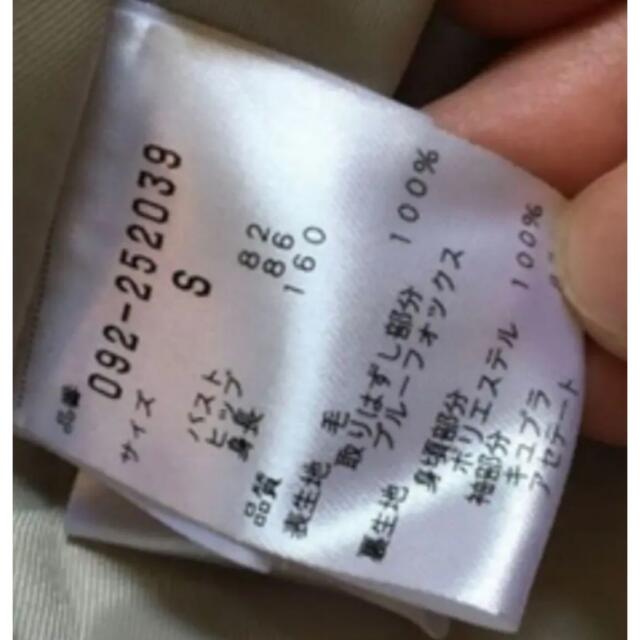 品番
092-252039
サイズ S
バスト 82
ヒップ 86
身長 160
品質
表生地 毛 100%
取りはずし部分
ブルーフォックス
裏生地
身頃部分
ポリエステル 100%
袖部分
キュプラ
アセテート